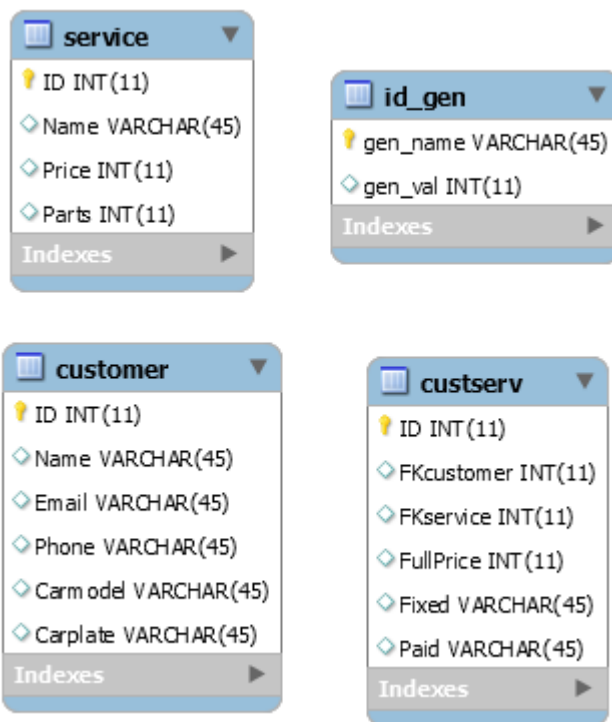 service
ID INT(11)
Name VARCHAR(45)
Price INT(11)
Parts INT(11)
Indexes
id_gen
gen_name VARCHAR(45)
gen_val INT(11)
Indexes
customer
ID INT(11)
Name VARCHAR(45)
Email VARCHAR(45)
Phone VARCHAR(45)
Carmodel VARCHAR(45)
Carplate VARCHAR(45)
Indexes
custserv
ID INT(11)
FKcustomer INT(11)
FKservice INT(11)
FullPrice INT(11)
Fixed VARCHAR(45)
Paid VARCHAR(45)
Indexes